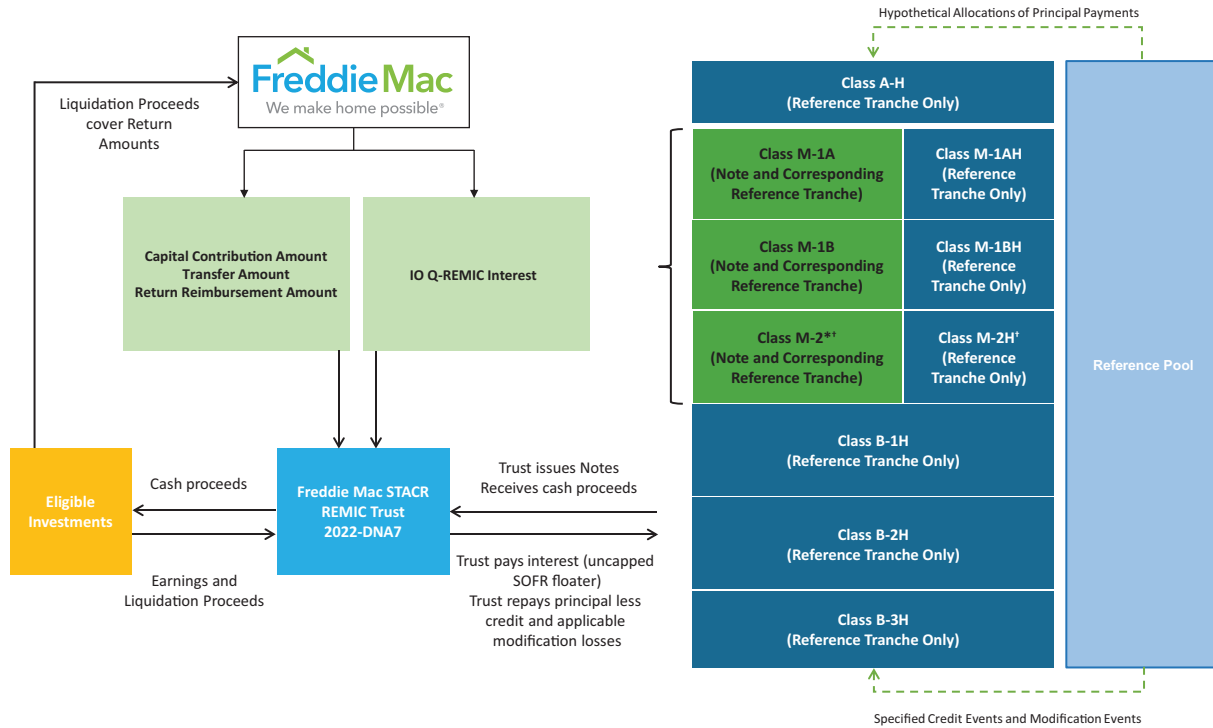 Hypothetical Allocations of Principal Payments
FreddieMac
We make home possible®
Liquidation Proceeds
cover Return
Amounts
Capital Contribution Amount
Transfer Amount
Return Reimbursement Amount
IO Q-REMIC Interest
Eligible
Investments
Cash proceeds
Earnings and
Liquidation Proceeds
Freddie Mac STACR
REMIC Trust
2022-DNA7
Trust issues Notes
Receives cash proceeds
Trust pays interest (uncapped
SOFR floater)
Trust repays principal less
credit and applicable
modification losses
Class A-H
(Reference Tranche Only)
Class M-1A
(Note and Corresponding
Reference Tranche)
Class M-1AH
(Reference
Tranche Only)
Class M-1B
(Note and Corresponding
Reference Tranche)
Class M-1BH
(Reference
Tranche Only)
Class M-2*†
(Note and Corresponding
Reference Tranche)
Class M-2H†
(Reference
Tranche Only)
Class B-1H
(Reference Tranche Only)
Class B-2H
(Reference Tranche Only)
Class B-3H
(Reference Tranche Only)
Reference Pool
Specified Credit Events and Modification Events